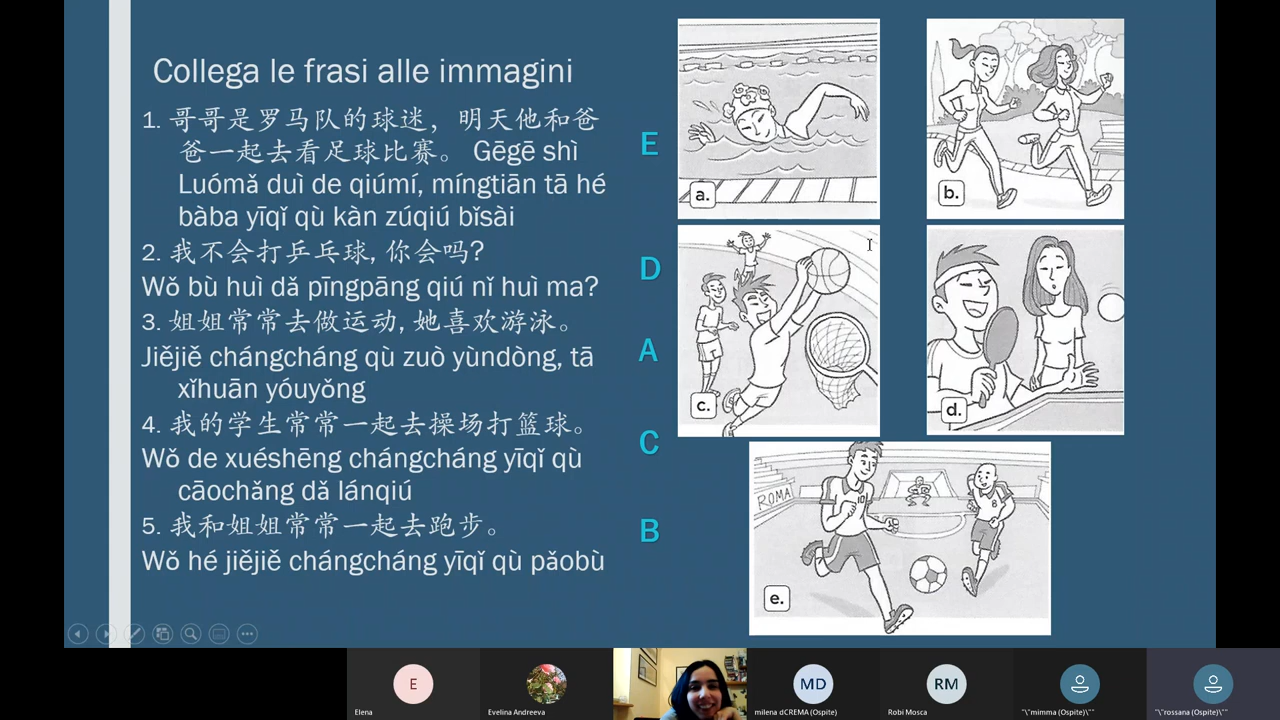 Collega le frasi alle immagini
1. 哥哥是罗马队的球迷，明天他和爸
爸一起去看足球比赛。 Gēgē shì
Luómǎ duì de qiúmí, míngtiān tā hé
bàba yīqǐ qù kàn zúqiú bǐsài
2. 我不会打乒乓球, 你会吗?
Wǒ bù huì dǎ pīngpāng qiú nǐ huì ma?
3. 姐姐常常去做运动, 她喜欢游泳。
Jiějiě chángcháng qù zuò yùndòng, tā
xǐhuān yóuyǒng
4. 我的学生常常一起去操场打篮球。
Wǒ de xuéshēng chángcháng yīqǐ qù
cāochǎng dǎ lánqiú
5. 我和姐姐常常一起去跑步。
Wǒ hé jiějiě chángcháng yīqǐ qù pǎobù
E
D
A
C
B
a.
b.
c.
d.
ROMA
10
8
e.
E
Elena
Evelina Andreeva
MD
milena dCREMA (Ospite)
RM
Robi Mosca
"\"mimma (Ospite)\""
"\"rossana (Ospite)\""